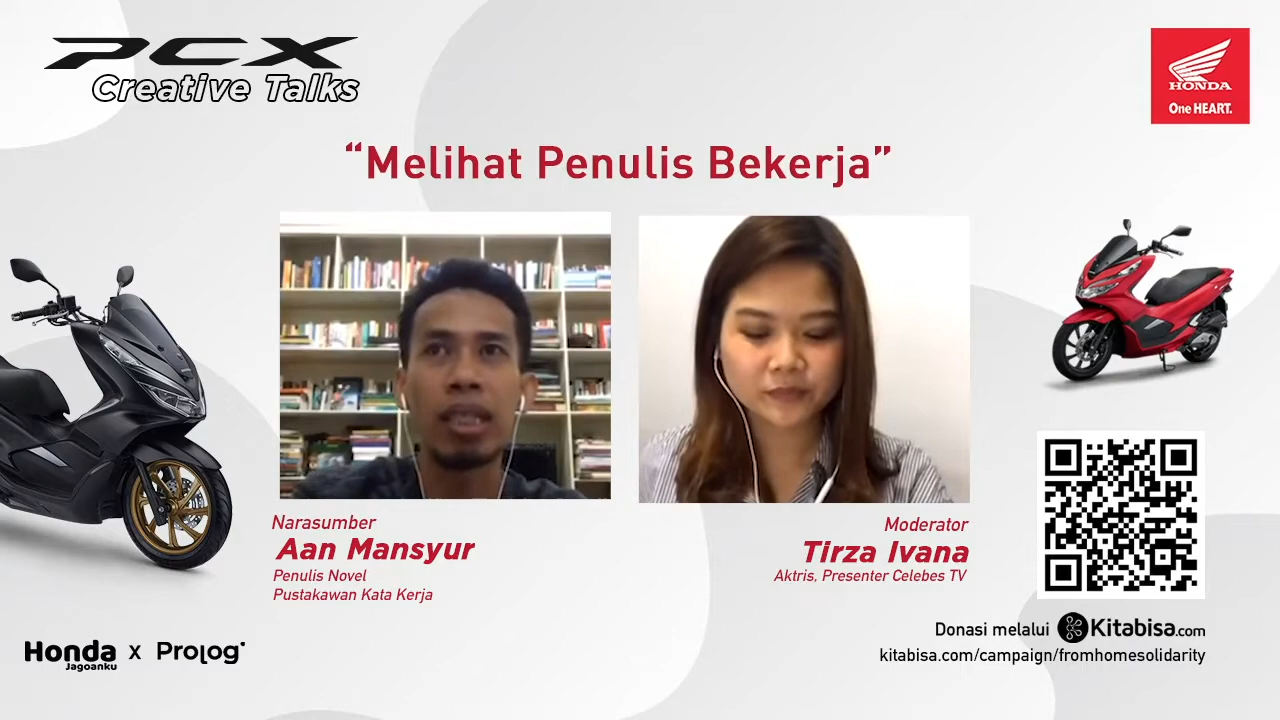 PCX
Creative Talks
HONDA
One HEART.
“Melihat Penulis Bekerja”
Narasumber
Aan Mansyur
Penulis Novel
Pustakawan Kata Kerja
Moderator
Tirza Ivana
Aktris, Presenter Celebes TV
Donasi melalui Kitabisa.com
kitabisa.com/campaign/fromhomesolidarity
Honda x Prolog
Jagoanku